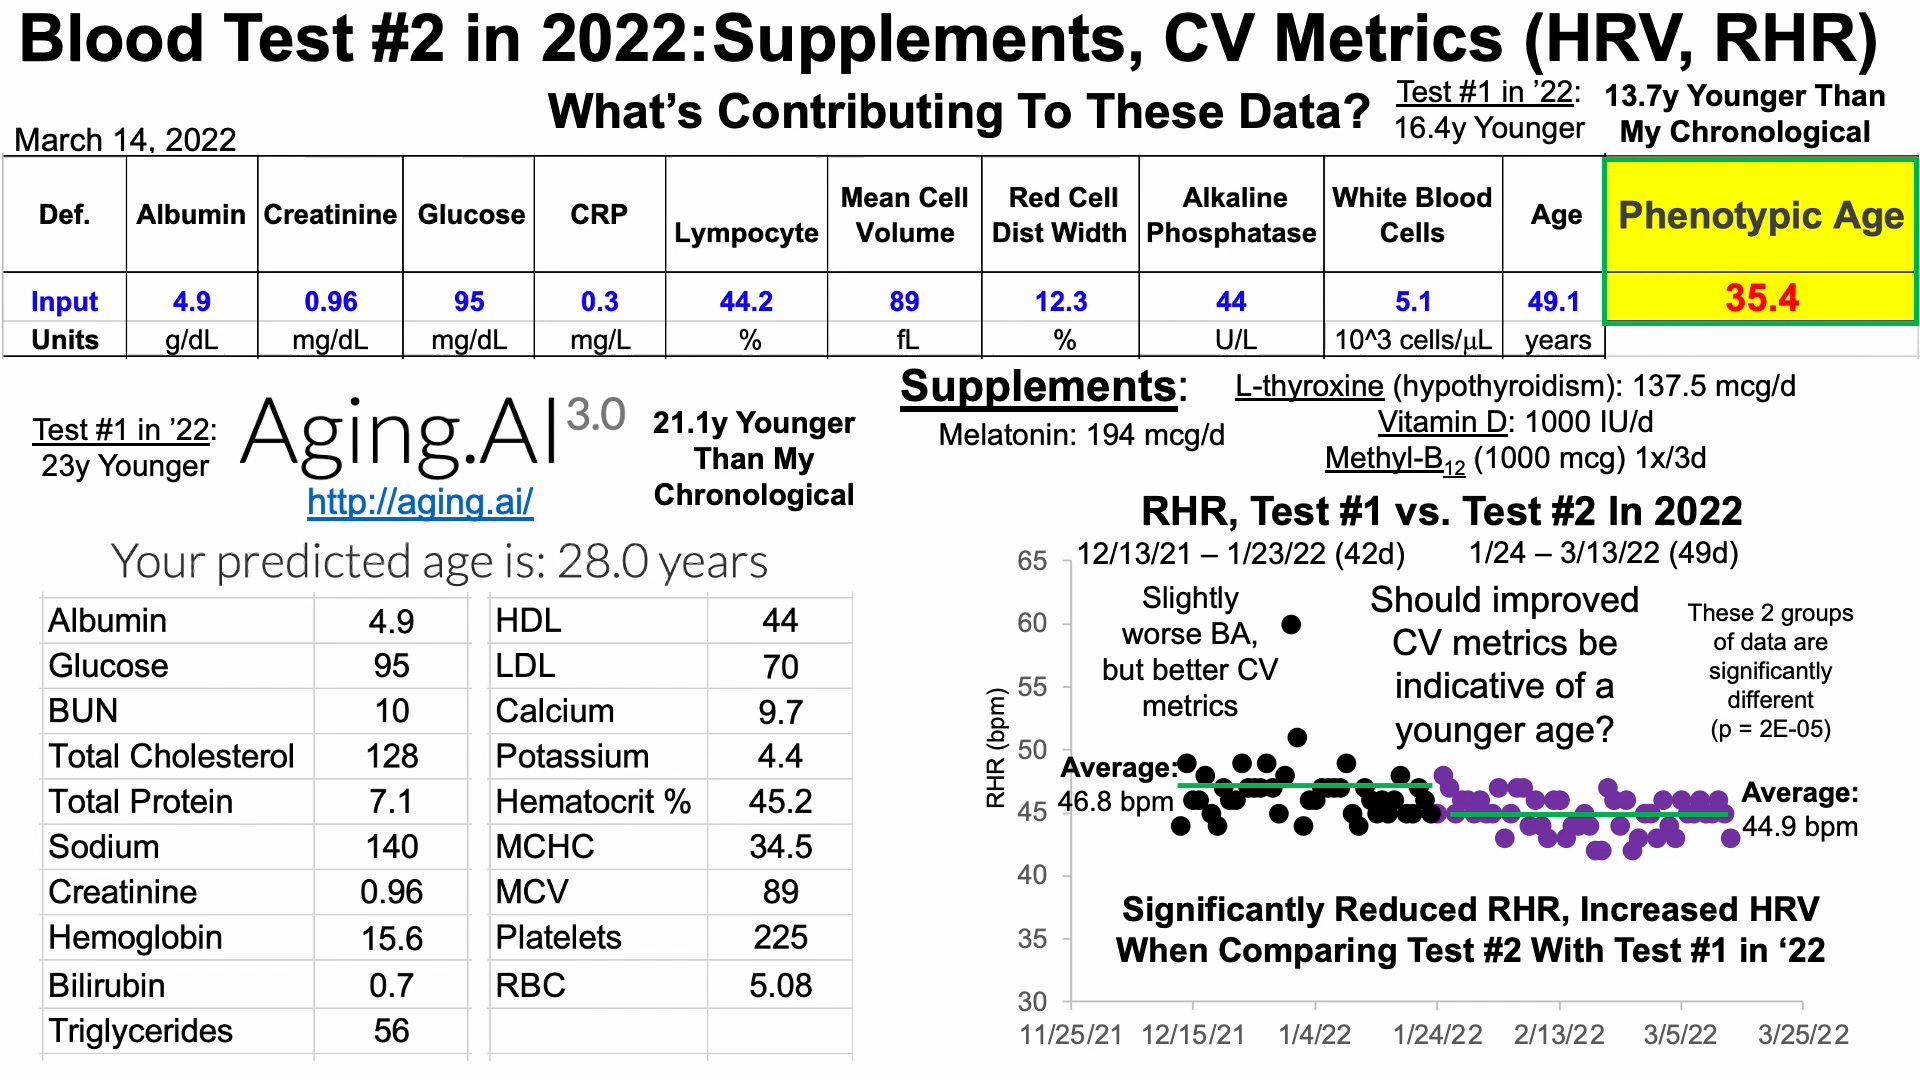 Blood Test #2 in 2022:Supplements, CV Metrics (HRV, RHR)
What's Contributing To These Data?
Test #1 in '22:
16.4y Younger
13.7y Younger Than
My Chronological
March 14, 2022
Def. Albumin Creatinine Glucose CRP Lympocyte Mean Cell Volume Red Cell Dist Width Alkaline Phosphatase White Blood Cells Age Phenotypic Age
Input 4.9 0.96 95 0.3 44.2 89 12.3 44 5.1 49.1 35.4
Units g/dL mg/dL mg/dL mg/L % fL % U/L 10^3 cells/μL years
Test #1 in '22:
23y Younger
Aging.AI 3.0
http://aging.ai/
21.1y Younger
Than My
Chronological
Your predicted age is: 28.0 years
Albumin 4.9 HDL 44
Glucose 95 LDL 70
BUN 10 Calcium 9.7
Total Cholesterol 128 Potassium 4.4
Total Protein 7.1 Hematocrit % 45.2
Sodium 140 MCHC 34.5
Creatinine 0.96 MCV 89
Hemoglobin 15.6 Platelets 225
Bilirubin 0.7 RBC 5.08
Triglycerides 56
Supplements:
Melatonin: 194 mcg/d
L-thyroxine (hypothyroidism): 137.5 mcg/d
Vitamin D: 1000 IU/d
Methyl-B12 (1000 mcg) 1x/3d
RHR, Test #1 vs. Test #2 In 2022
12/13/21 – 1/23/22 (42d)
1/24 – 3/13/22 (49d)
Slightly
worse BA,
but better CV
metrics
Should improved
CV metrics be
indicative of a
younger age?
These 2 groups
of data are
significantly
different
(p = 2E-05)
Average:
46.8 bpm
Average:
44.9 bpm
Significantly Reduced RHR, Increased HRV
When Comparing Test #2 With Test #1 in '22
RHR (bpm)
65
60
55
50
45
40
35
30
11/25/21 12/15/21 1/4/22 1/24/22 2/13/22 3/5/22 3/25/22